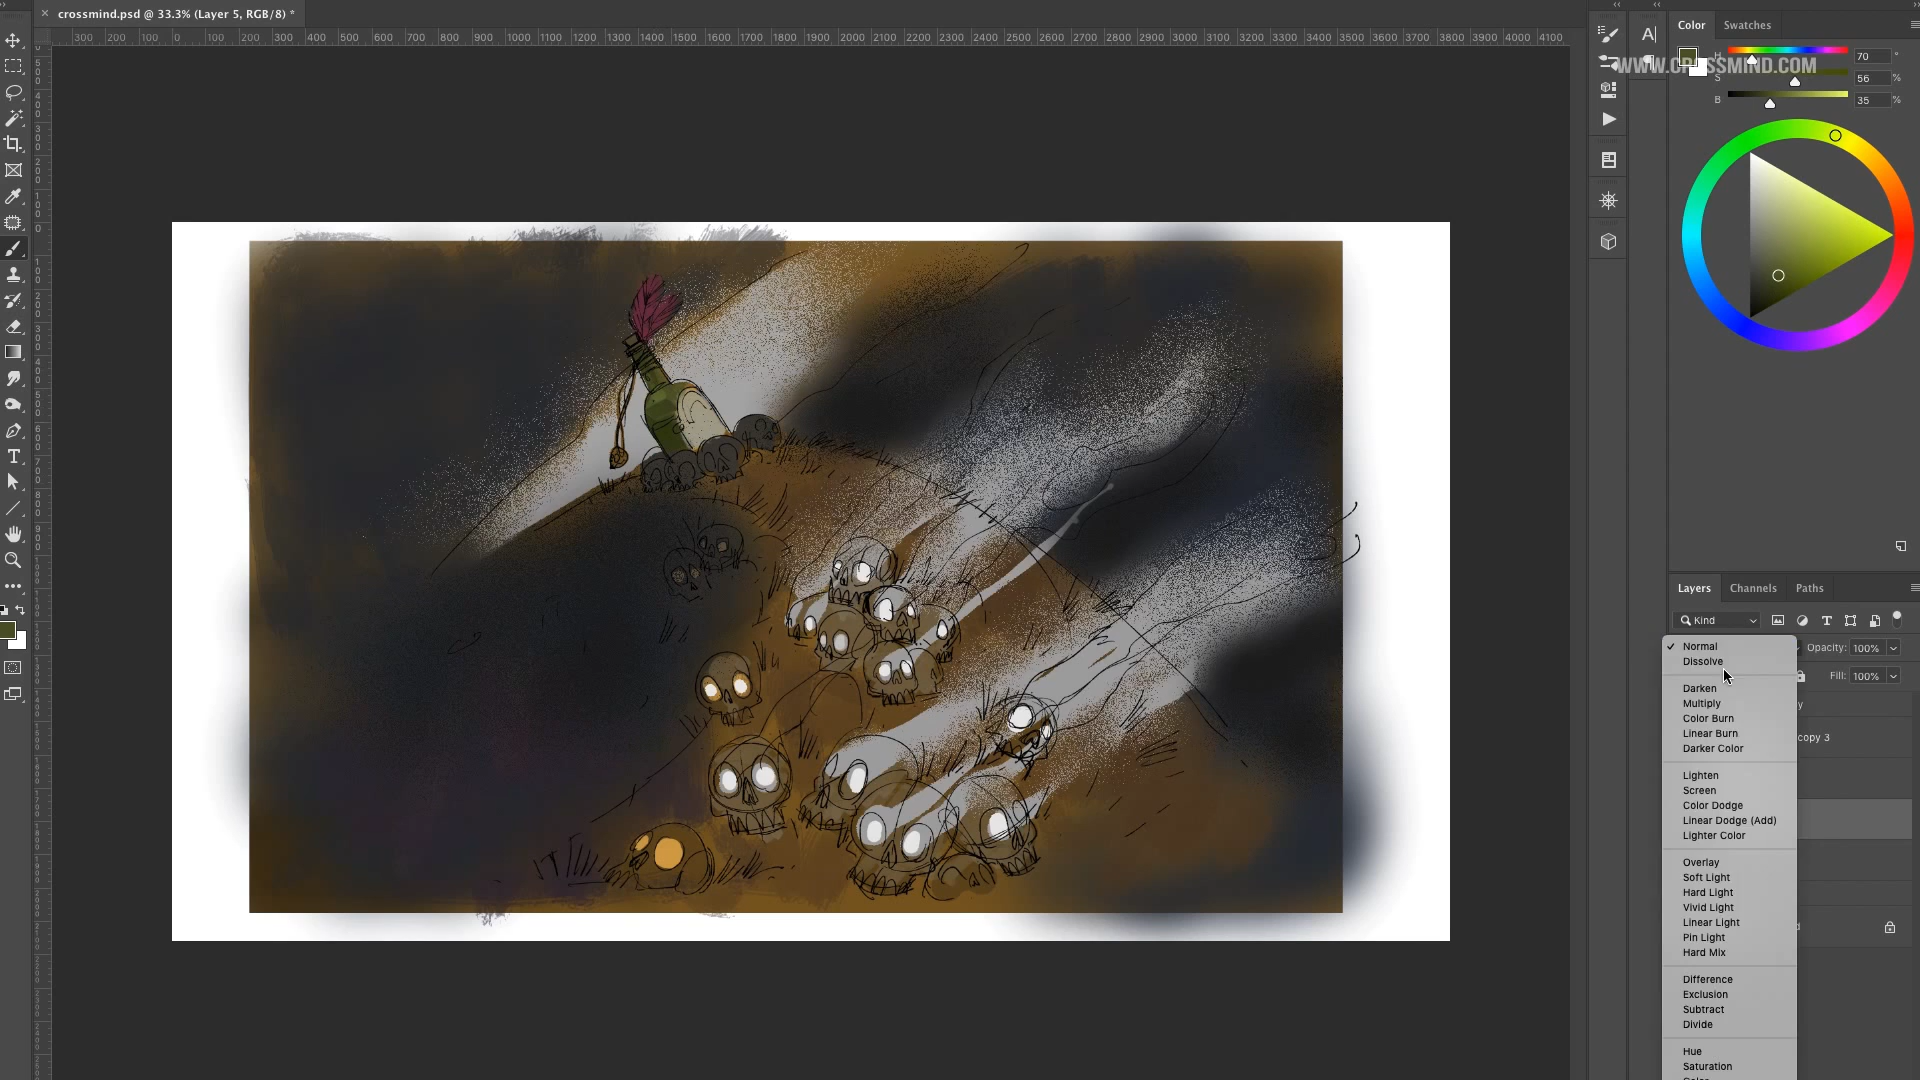 crossmind.psd @ 33.3% (Layer 5, RGB/8) *
300 200 100 0 100 200 300 400 500 600 700 800 900 1000 1100 1200 1300 1400 1500 1600 1700 1800 1900 2000 2100 2200 2300 2400 2500 2600 2700 2800 2900 3000 3100 3200 3300 3400 3500 3600 3700 3800 3900 4000 4100
Color Swatches
WWW.CROSSMIND.COM
H 70 °
S 56 %
B 35 %
Layers Channels Paths
Kind
Opacity: 100%
Fill: 100%
Normal
Dissolve
Darken
Multiply
Color Burn
Linear Burn
Darker Color
copy 3
Lighten
Screen
Color Dodge
Linear Dodge (Add)
Lighter Color
Overlay
Soft Light
Hard Light
Vivid Light
Linear Light
Pin Light
Hard Mix
Difference
Exclusion
Subtract
Divide
Hue
Saturation